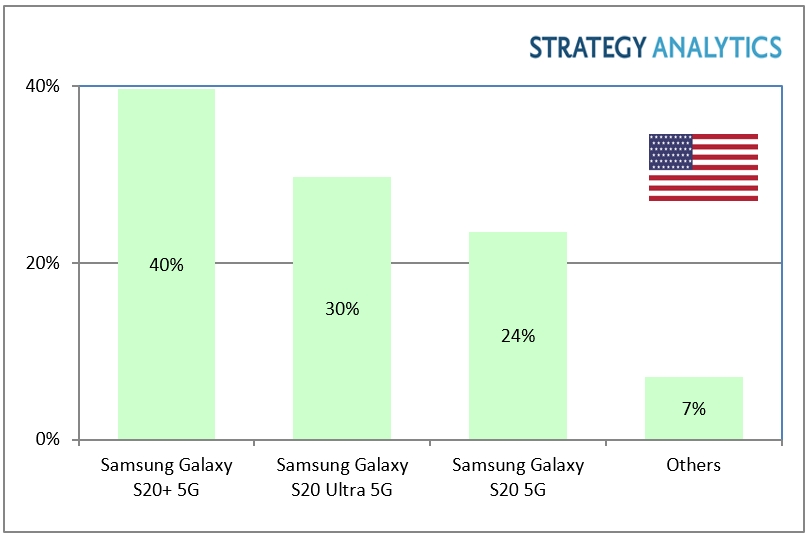 STRATEGY ANALYTICS
40%
20%
0%
40%
30%
24%
7%
Samsung Galaxy
S20+ 5G
Samsung Galaxy
S20 Ultra 5G
Samsung Galaxy
S20 5G
Others